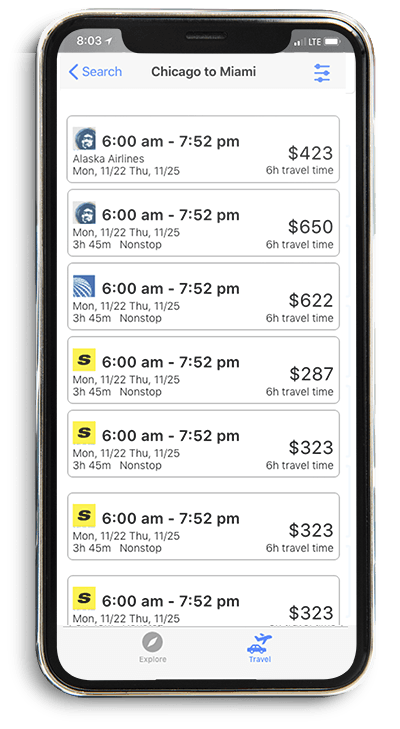 8:03
LTE
Search
Chicago to Miami
6:00 am - 7:52 pm
Alaska Airlines
$423
Mon, 11/22 Thu, 11/25
6h travel time
6:00 am - 7:52 pm
$650
Mon, 11/22 Thu, 11/25
3h 45m Nonstop
6h travel time
6:00 am - 7:52 pm
$622
Mon, 11/22 Thu, 11/25
3h 45m Nonstop
6h travel time
S
6:00 am - 7:52 pm
$287
Mon, 11/22 Thu, 11/25
3h 45m Nonstop
6h travel time
S
6:00 am - 7:52 pm
$323
Mon, 11/22 Thu, 11/25
3h 45m Nonstop
6h travel time
S
6:00 am - 7:52 pm
$323
Mon, 11/22 Thu, 11/25
3h 45m Nonstop
6h travel time
S
6:00 am - 7:52 pm
$323
Mon, 11/22 Thu, 11/25
Explore
Travel